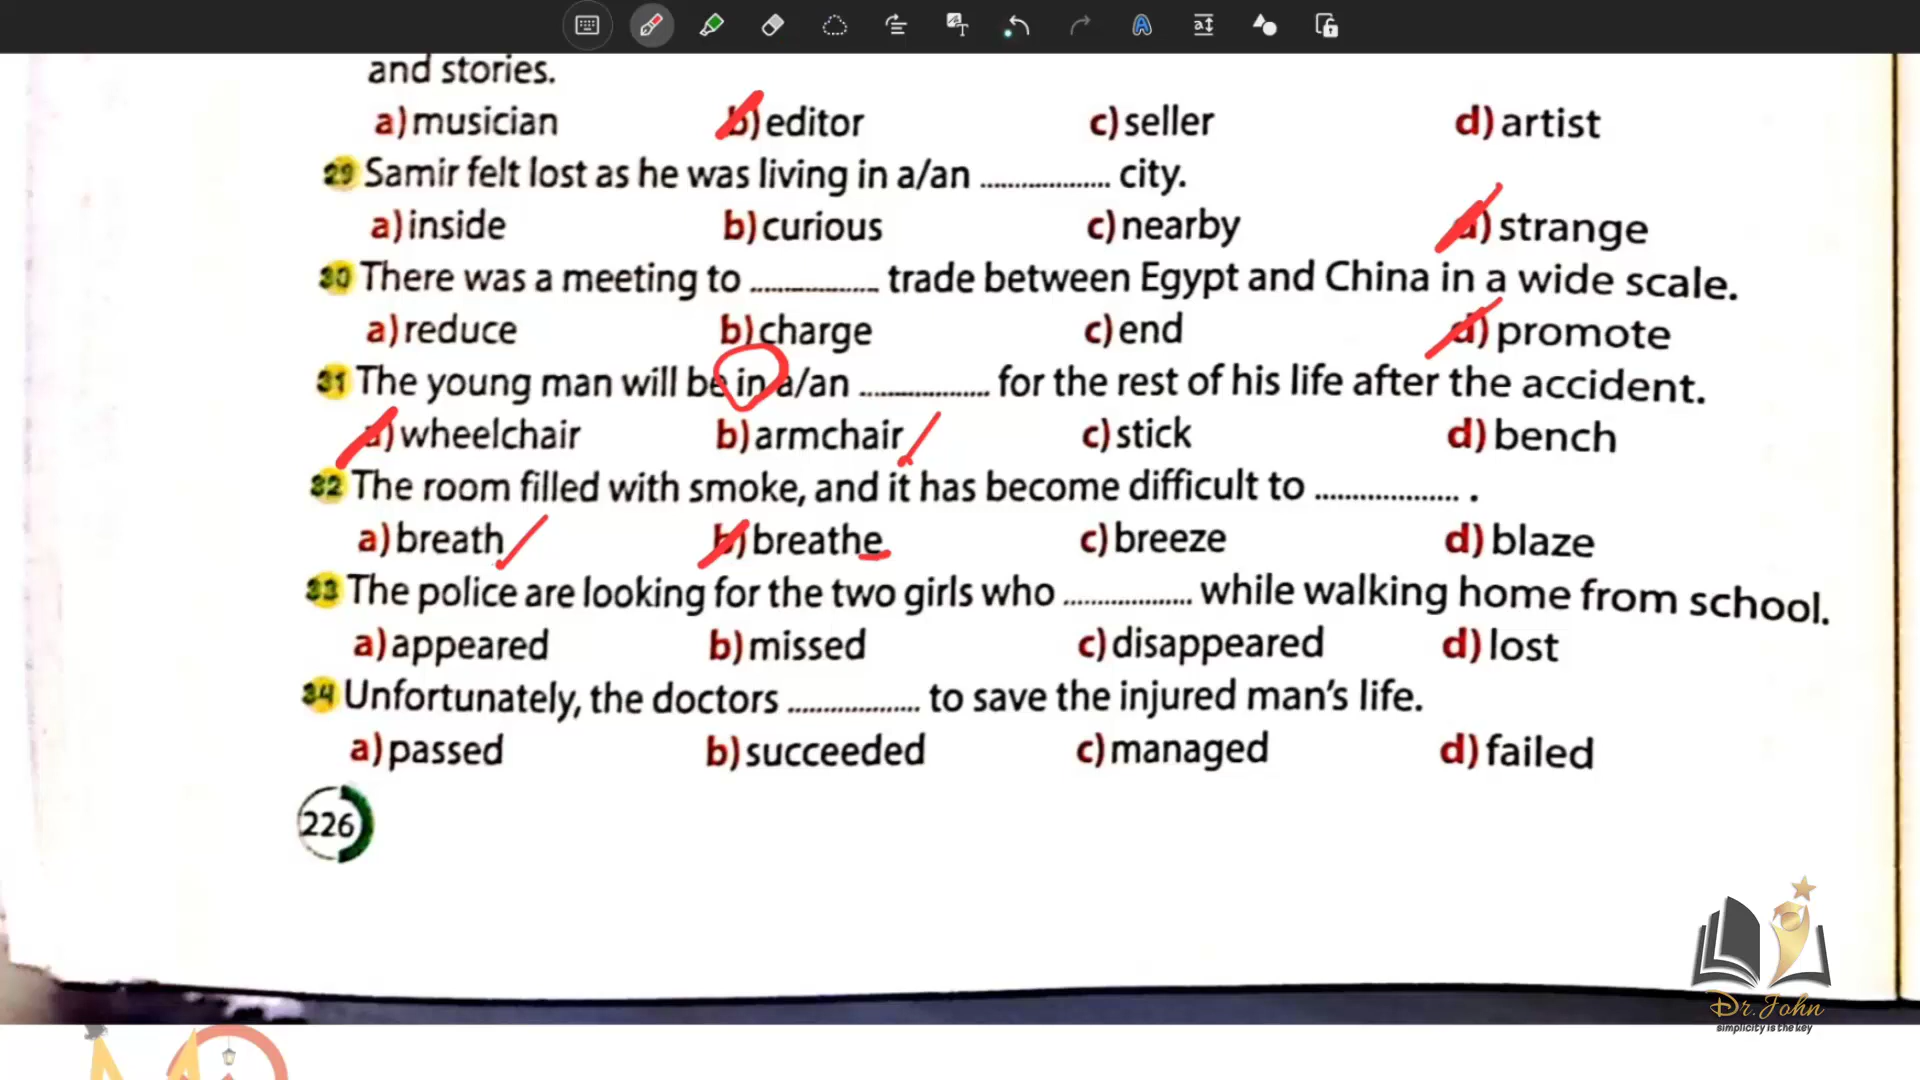 and stories.
a) musician b) editor c) seller d) artist
29 Samir felt lost as he was living in a/an .................. city.
a) inside b) curious c) nearby d) strange
30 There was a meeting to .................. trade between Egypt and China in a wide scale.
a) reduce b) charge c) end d) promote
31 The young man will be in a/an .................. for the rest of his life after the accident.
a) wheelchair b) armchair c) stick d) bench
32 The room filled with smoke, and it has become difficult to .................... .
a) breath b) breathe c) breeze d) blaze
33 The police are looking for the two girls who .................. while walking home from school.
a) appeared b) missed c) disappeared d) lost
34 Unfortunately, the doctors .................. to save the injured man's life.
a) passed b) succeeded c) managed d) failed
226
Dr. John
simplicity is the key